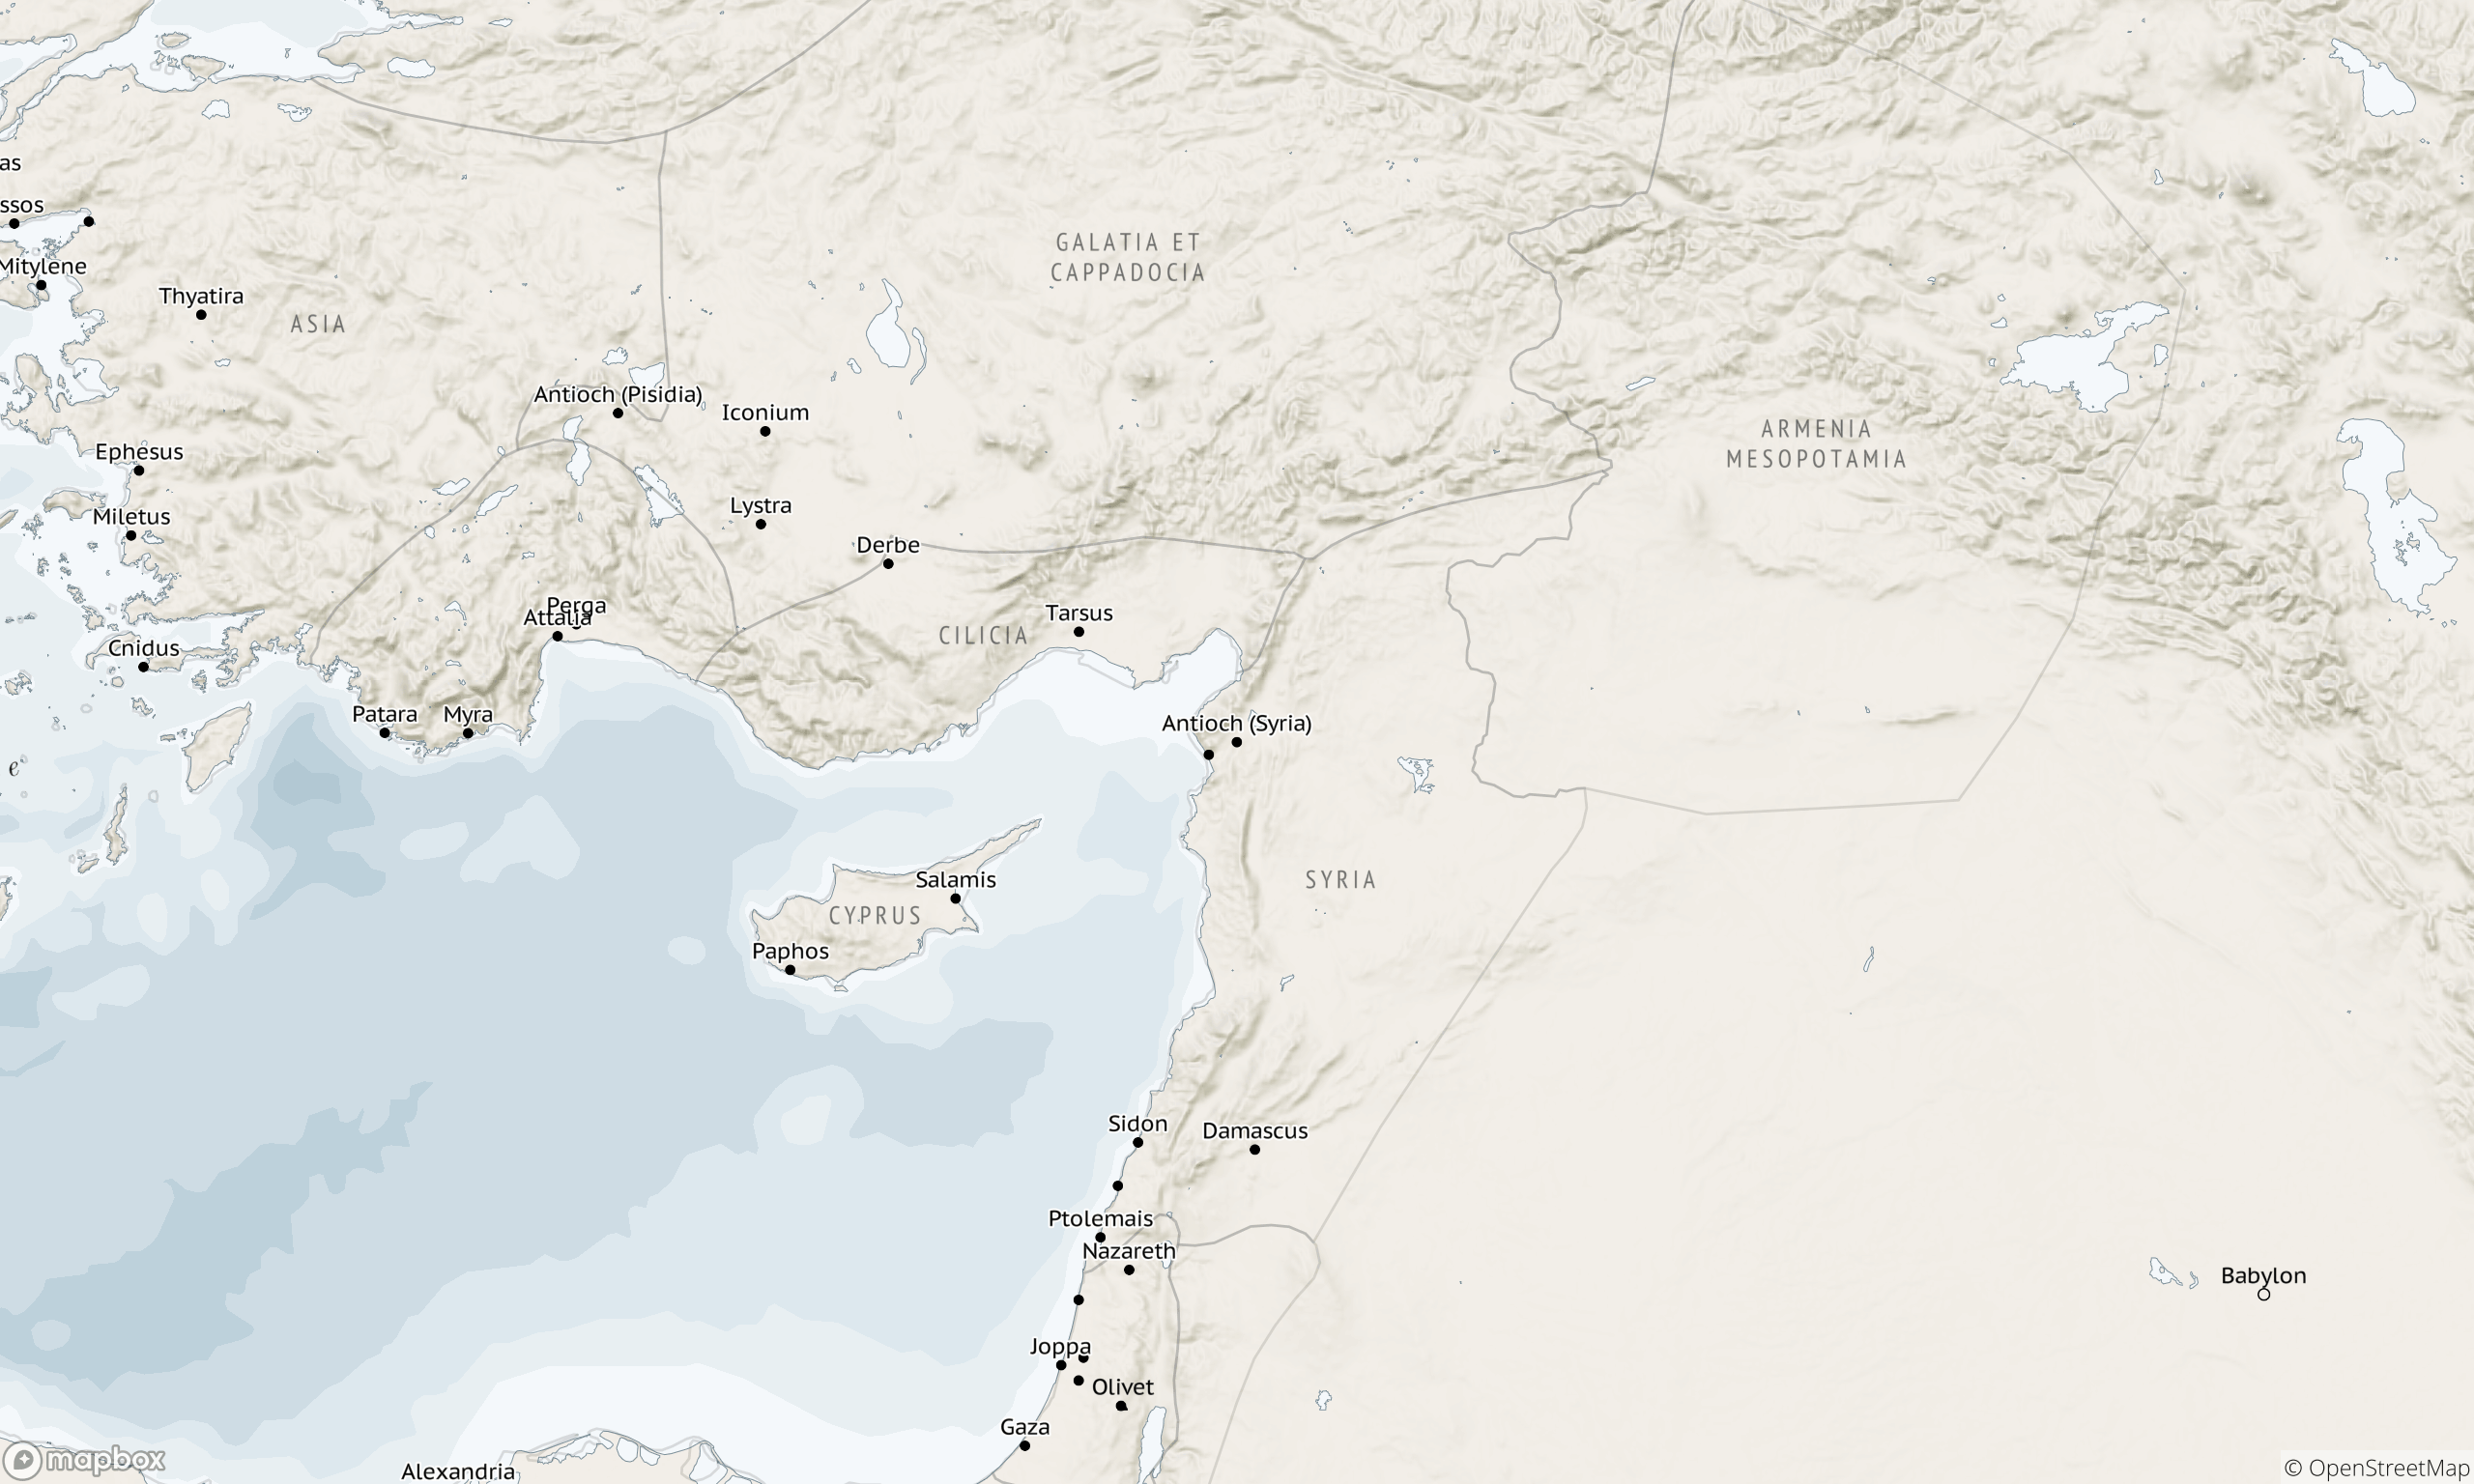 as
ssos
Mitylene
Thyatira
ASIA
GALATIA ET
CAPPADOCIA
Antioch (Pisidia)
Iconium
ARMENIA
MESOPOTAMIA
Ephesus
Lystra
Miletus
Derbe
Perga
Attalia
Tarsus
CILICIA
Cnidus
Patara
Myra
Antioch (Syria)
e
Salamis
CYPRUS
SYRIA
Paphos
Sidon
Damascus
Ptolemais
Nazareth
Babylon
Joppa
Olivet
Gaza
Alexandria
mapbox
© OpenStreetMap